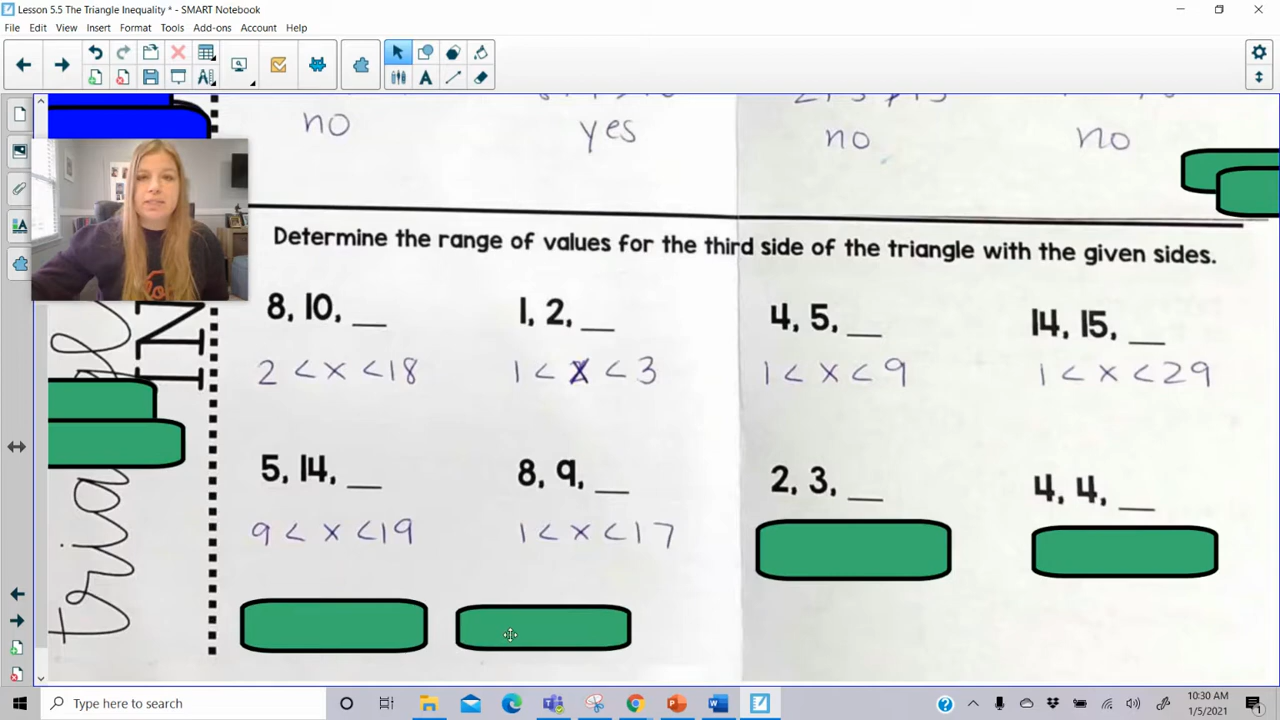 Lesson 5.5 The Triangle Inequality * - SMART Notebook
File Edit View Insert Format Tools Add-ons Account Help
no yes no no
Determine the range of values for the third side of the triangle with the given sides.
8, 10, __ 1, 2, __ 4, 5, __ 14, 15, __
2 < x < 18 1 < x < 3 1 < x < 9 1 < x < 29
5, 14, __ 8, 9, __ 2, 3, __ 4, 4, __
9 < x < 19 1 < x < 17
Type here to search
10:30 AM
1/5/2021